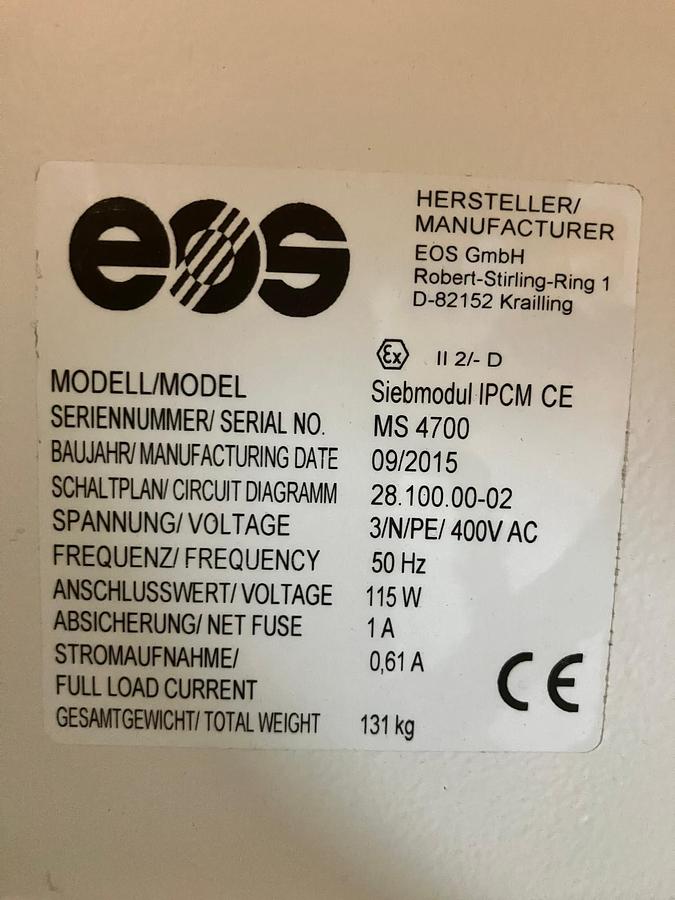 eos
HERSTELLER/
MANUFACTURER
EOS GmbH
Robert-Stirling-Ring 1
D-82152 Krailling
Ex II 2/- D
MODELL/MODEL Siebmodul IPCM CE
SERIENNUMMER/ SERIAL NO. MS 4700
BAUJAHR/ MANUFACTURING DATE 09/2015
SCHALTPLAN/ CIRCUIT DIAGRAMM 28.100.00-02
SPANNUNG/ VOLTAGE 3/N/PE/ 400V AC
FREQUENZ/ FREQUENCY 50 Hz
ANSCHLUSSWERT/ VOLTAGE 115 W
ABSICHERUNG/ NET FUSE 1 A
STROMAUFNAHME/ 0,61 A
FULL LOAD CURRENT
GESAMTGEWICHT/ TOTAL WEIGHT 131 kg
CE